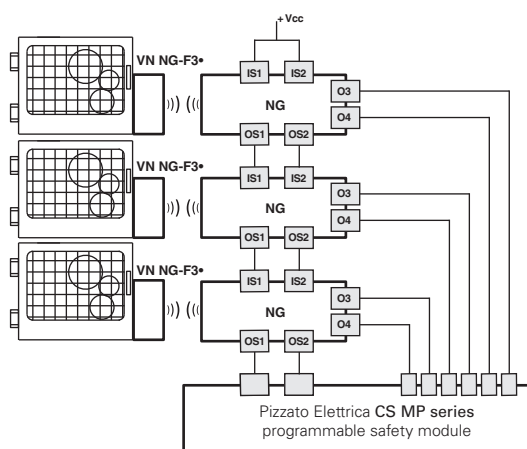 + Vcc
VN NG-F3•
IS1 IS2
NG
O3
O4
OS1 OS2
VN NG-F3•
IS1 IS2
NG
O3
O4
OS1 OS2
VN NG-F3•
IS1 IS2
NG
O3
O4
OS1 OS2
Pizzato Elettrica CS MP series
programmable safety module